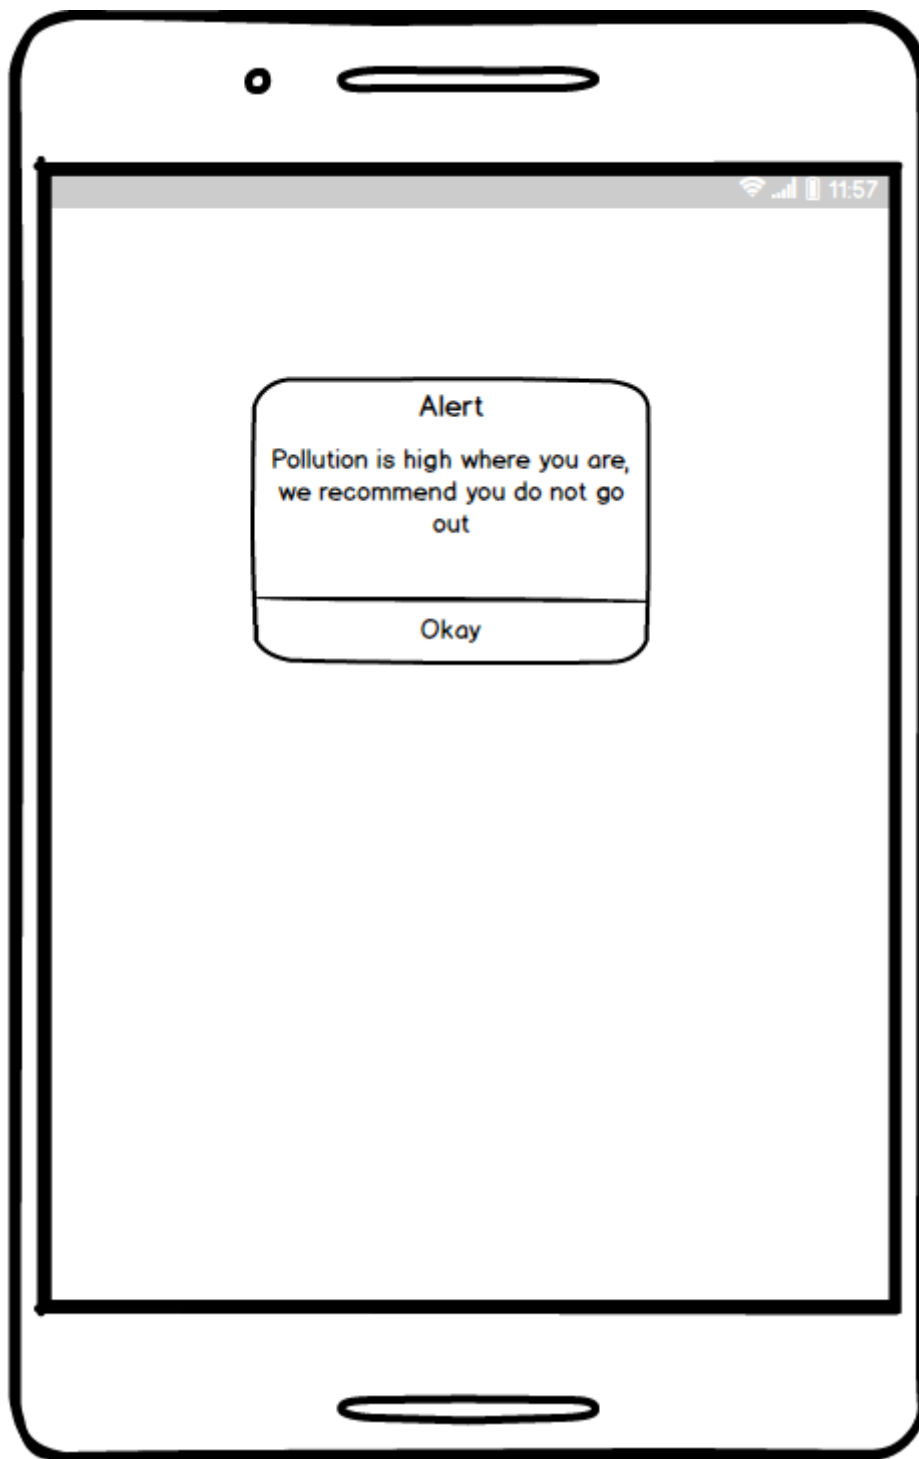 11:57
Alert
Pollution is high where you are,
we recommend you do not go
out
Okay